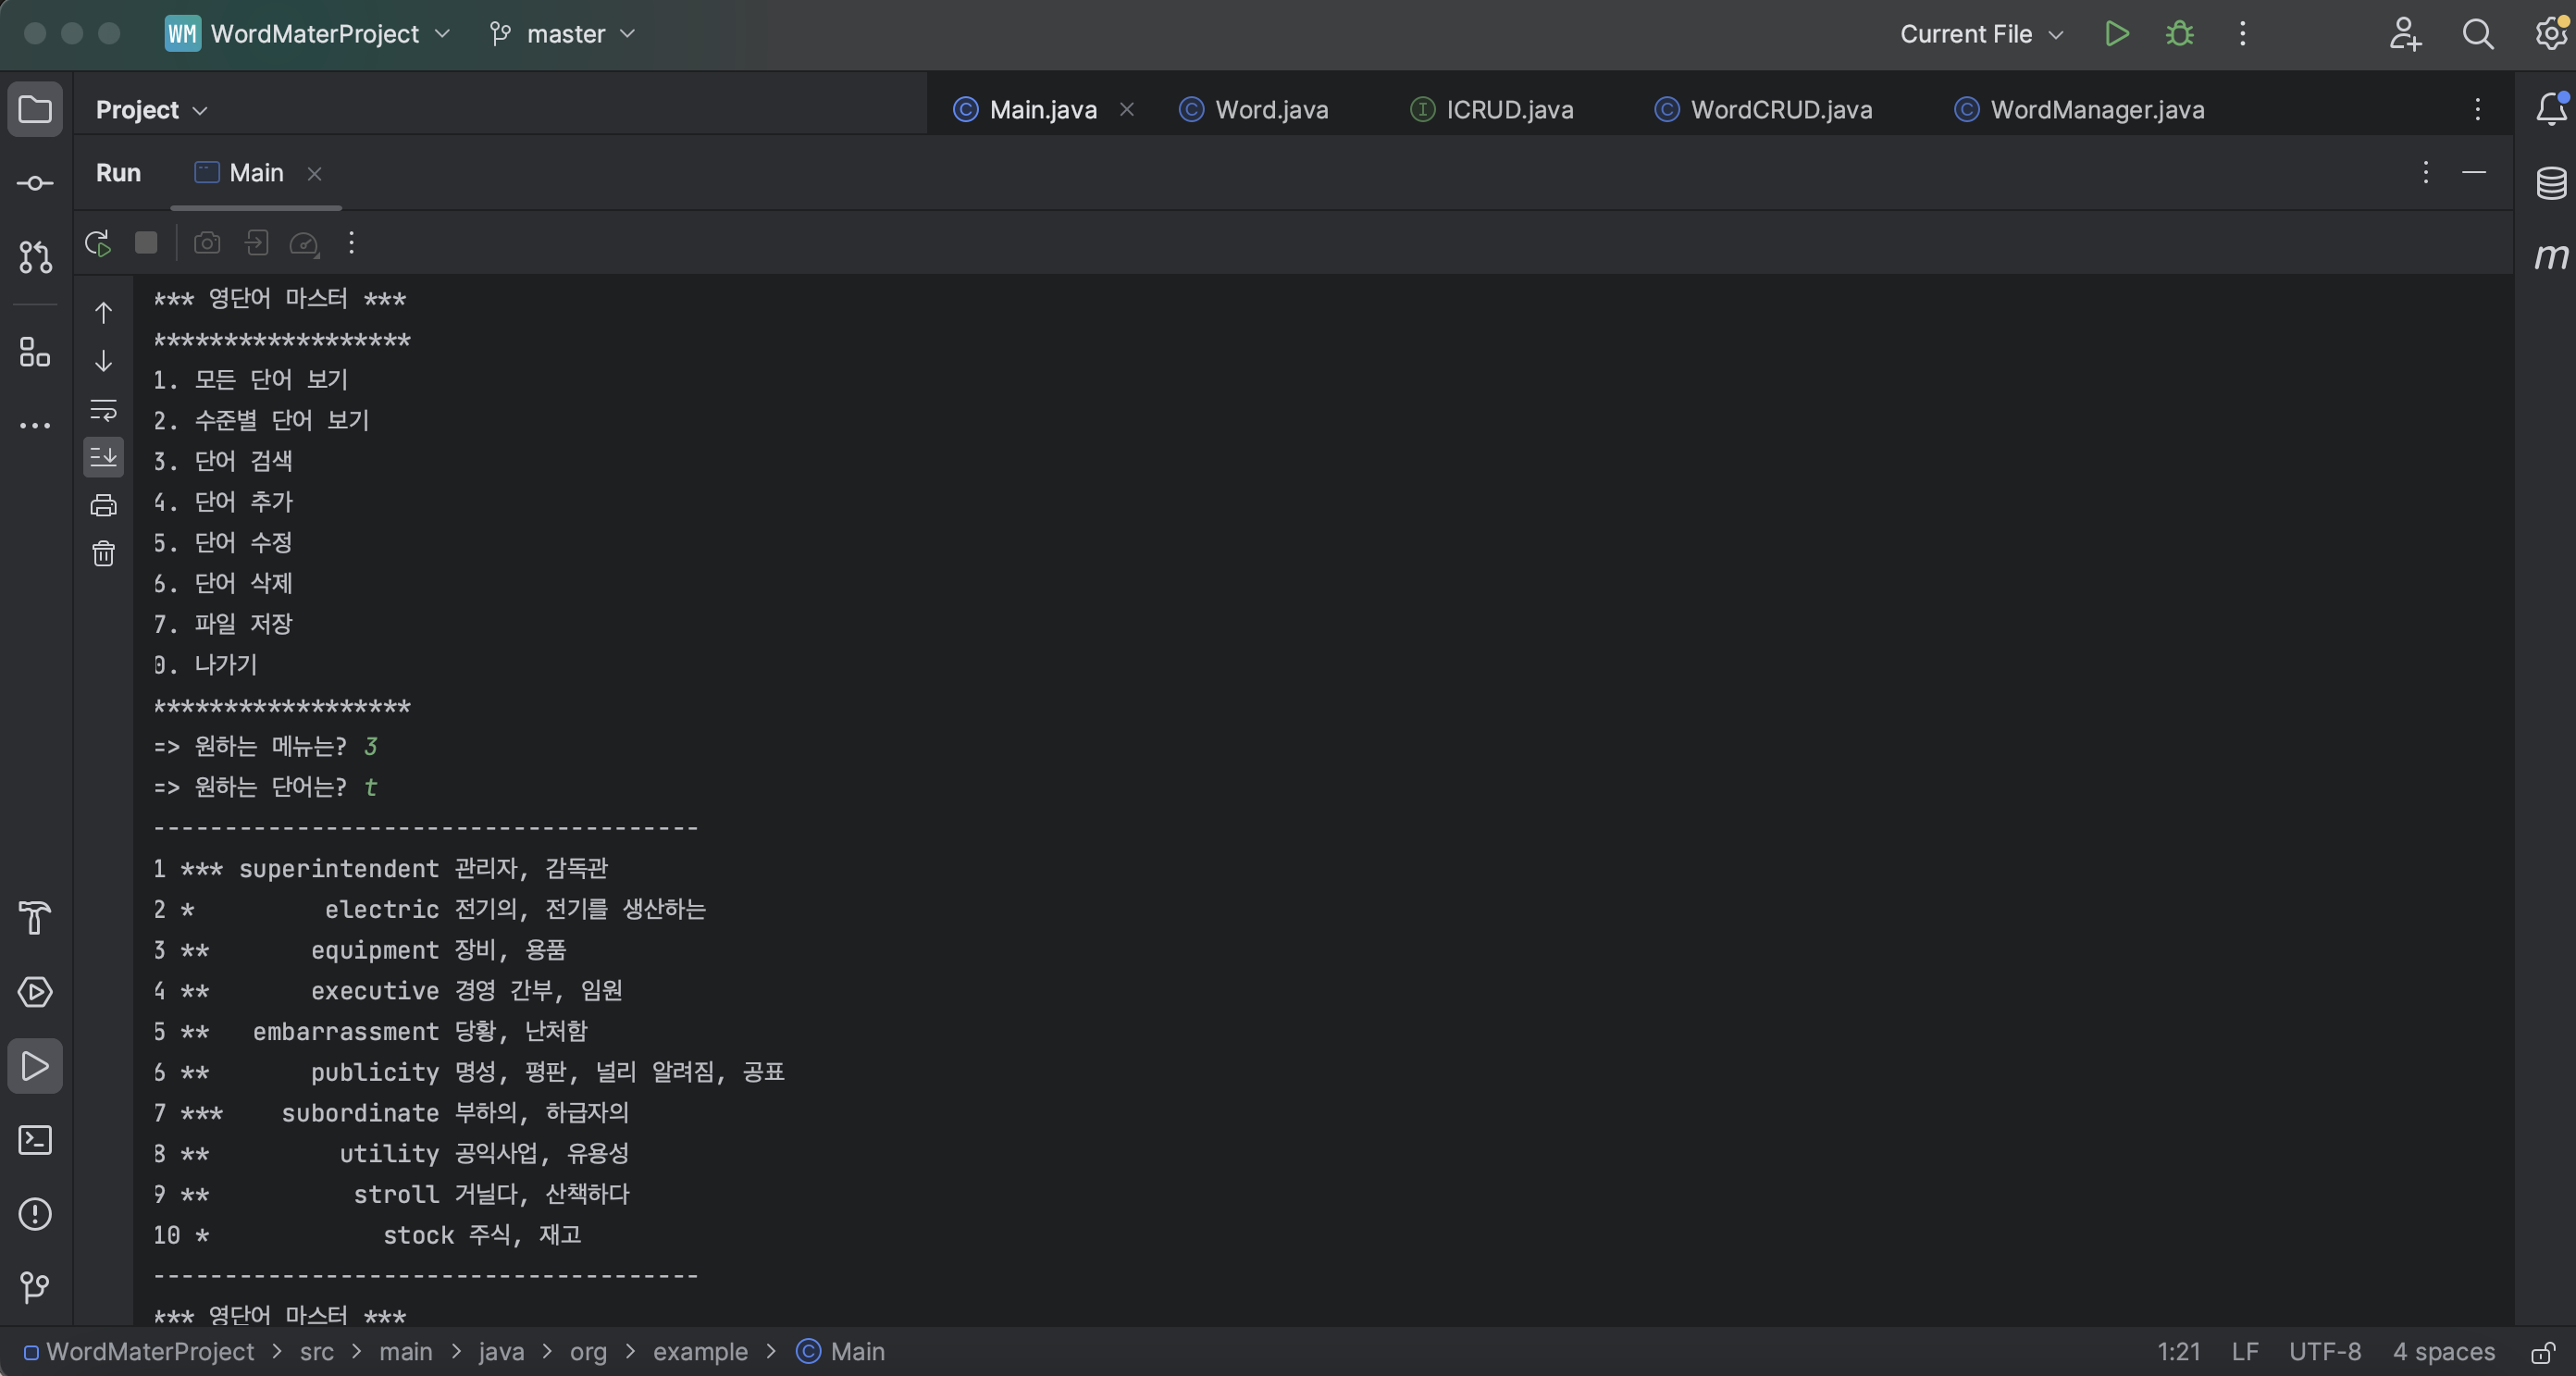 WM WordMaterProject master Current File
Project Main.java Word.java ICRUD.java WordCRUD.java WordManager.java
Run Main
*** 영단어 마스터 ***
******************
1. 모든 단어 보기
2. 수준별 단어 보기
3. 단어 검색
4. 단어 추가
5. 단어 수정
6. 단어 삭제
7. 파일 저장
0. 나가기
******************
=> 원하는 메뉴는? 3
=> 원하는 단어는? t
--------------------------------------
1 *** superintendent 관리자, 감독관
2 *         electric 전기의, 전기를 생산하는
3 **       equipment 장비, 용품
4 **       executive 경영 간부, 임원
5 **   embarrassment 당황, 난처함
6 **       publicity 명성, 평판, 널리 알려짐, 공표
7 ***    subordinate 부하의, 하급자의
8 **         utility 공익사업, 유용성
9 **          stroll 거닐다, 산책하다
10 *            stock 주식, 재고
--------------------------------------
*** 영단어 마스터 ***
WordMaterProject > src > main > java > org > example > Main 1:21 LF UTF-8 4 spaces